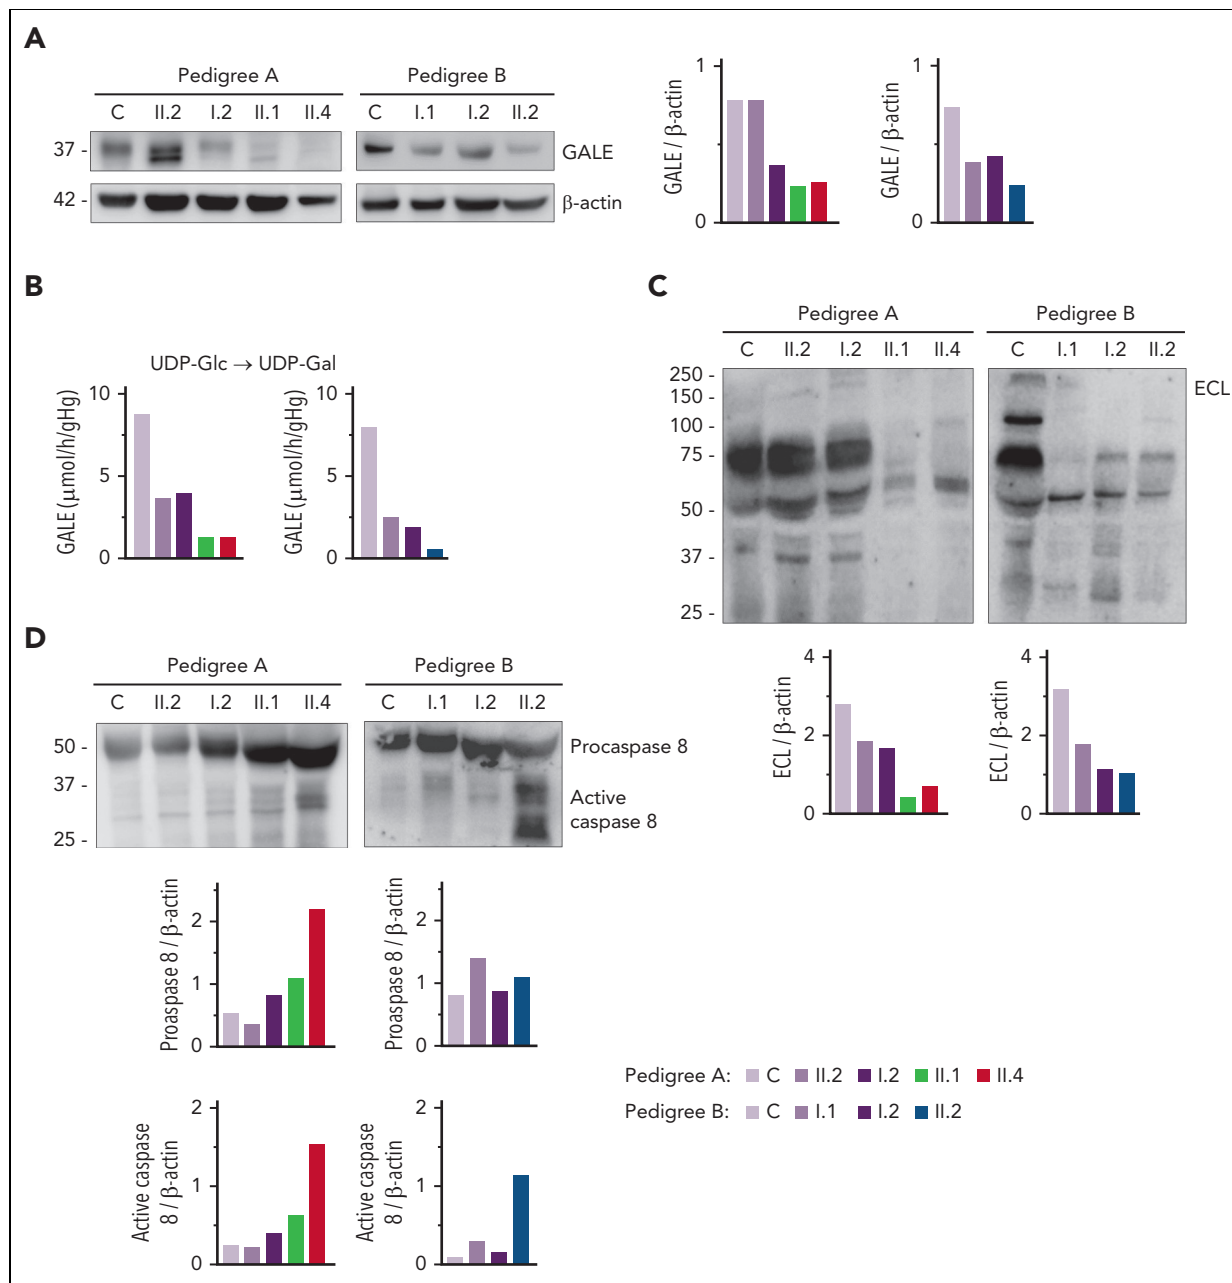 A
Pedigree A
Pedigree B
C II.2 I.2 II.1 II.4
C I.1 I.2 II.2
37 -
GALE
42 -
β-actin
1
0
GALE / β-actin
1
0
GALE / β-actin
B
UDP-Glc → UDP-Gal
10
5
0
GALE (μmol/h/gHg)
10
5
0
GALE (μmol/h/gHg)
C
Pedigree A
Pedigree B
C II.2 I.2 II.1 II.4
C I.1 I.2 II.2
250 -
150 -
100 -
75 -
50 -
37 -
25 -
ECL
4
2
0
ECL / β-actin
4
2
0
ECL / β-actin
D
Pedigree A
Pedigree B
C II.2 I.2 II.1 II.4
C I.1 I.2 II.2
50 -
37 -
25 -
Procaspase 8
Active
caspase 8
2
1
0
Proaspase 8 / β-actin
2
1
0
Proaspase 8 / β-actin
2
1
0
Active caspase
8 / β-actin
2
1
0
Active caspase
8 / β-actin
Pedigree A: C II.2 I.2 II.1 II.4
Pedigree B: C I.1 I.2 II.2